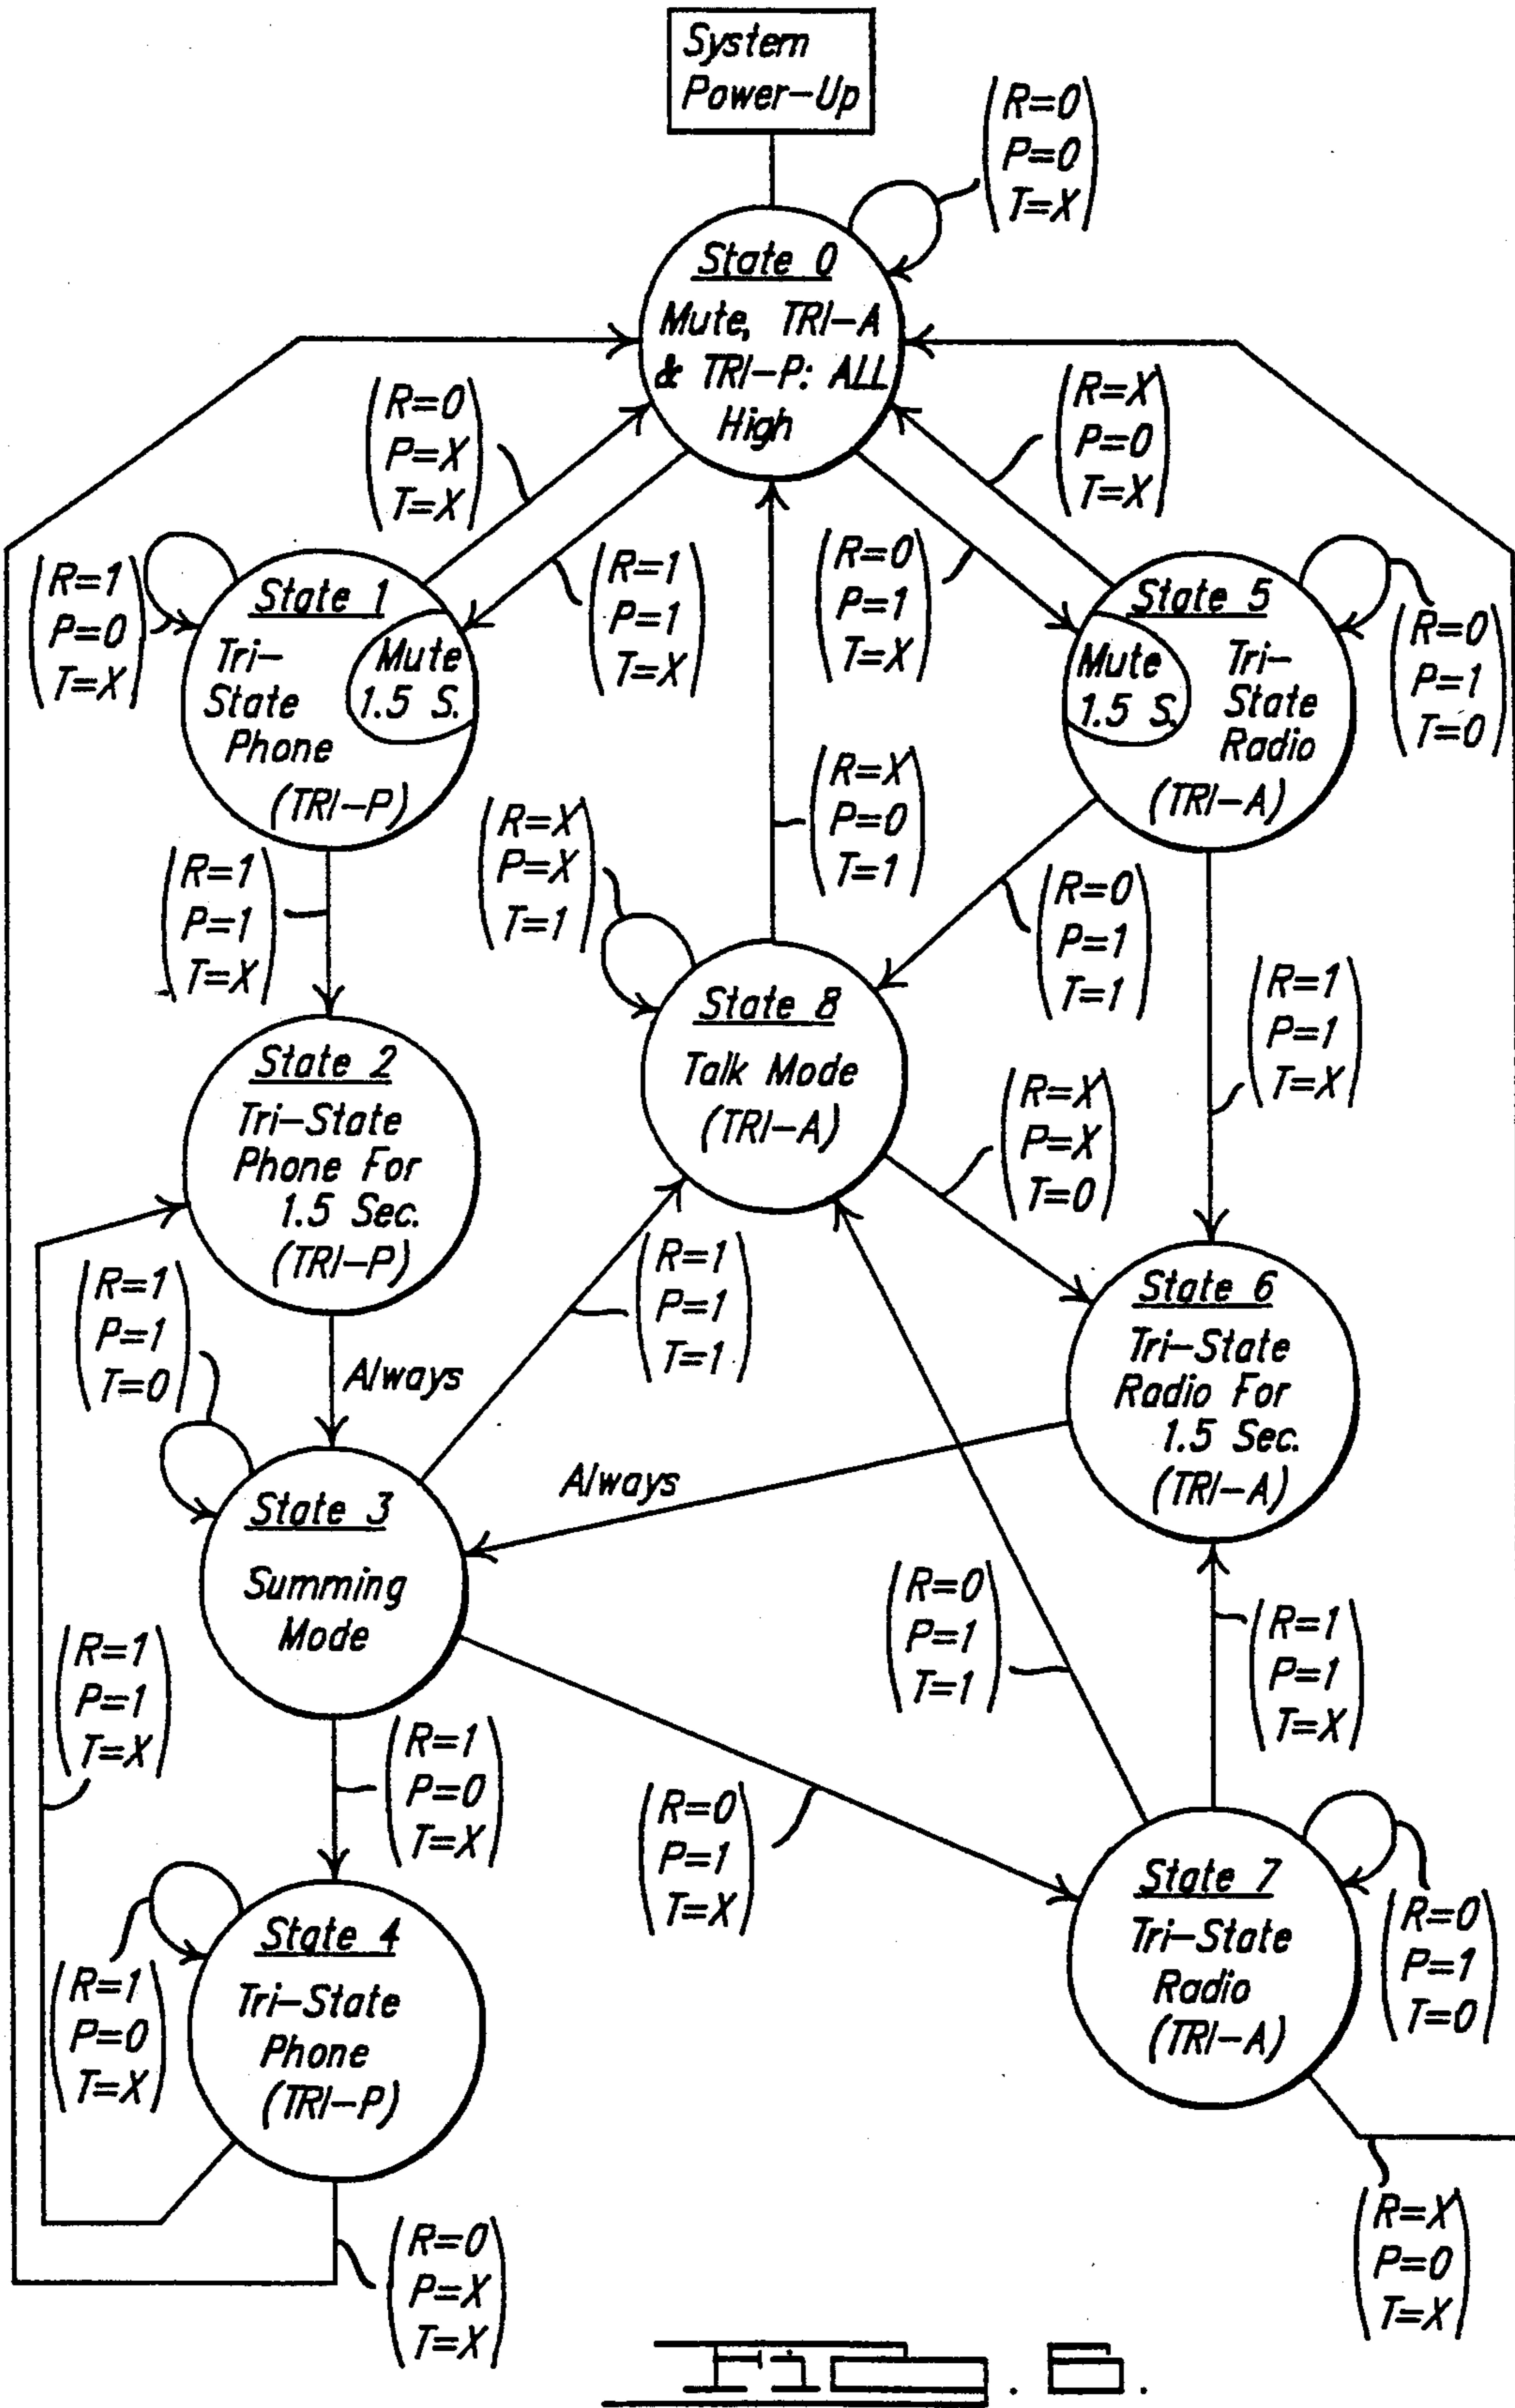 System
Power-Up
R=0
P=0
T=X
State 0
Mute, TRI-A
& TRI-P: ALL
High
R=0
P=X
T=X
R=X
P=0
T=X
R=1
P=0
T=X
State 1
Tri-
State
Phone
(TRI-P)
Mute
1.5 S.
R=1
P=1
T=X
R=0
P=1
T=X
State 5
Mute
1.5 S.
Tri-
State
Radio
(TRI-A)
R=0
P=1
T=0
R=X
P=0
T=1
R=X
P=X
T=1
R=1
P=1
T=X
R=0
P=1
T=1
R=1
P=1
T=X
State 8
Talk Mode
(TRI-A)
State 2
Tri-State
Phone For
1.5 Sec.
(TRI-P)
R=X
P=X
T=0
R=1
P=1
T=0
Always
R=1
P=1
T=1
State 6
Tri-State
Radio For
1.5 Sec.
(TRI-A)
Always
State 3
Summing
Mode
R=0
P=1
T=1
R=1
P=1
T=X
R=1
P=1
T=X
R=1
P=0
T=X
R=0
P=1
T=X
State 7
Tri-State
Radio
(TRI-A)
R=0
P=1
T=0
State 4
Tri-State
Phone
(TRI-P)
R=1
P=0
T=X
R=0
P=X
T=X
R=X
P=0
T=X